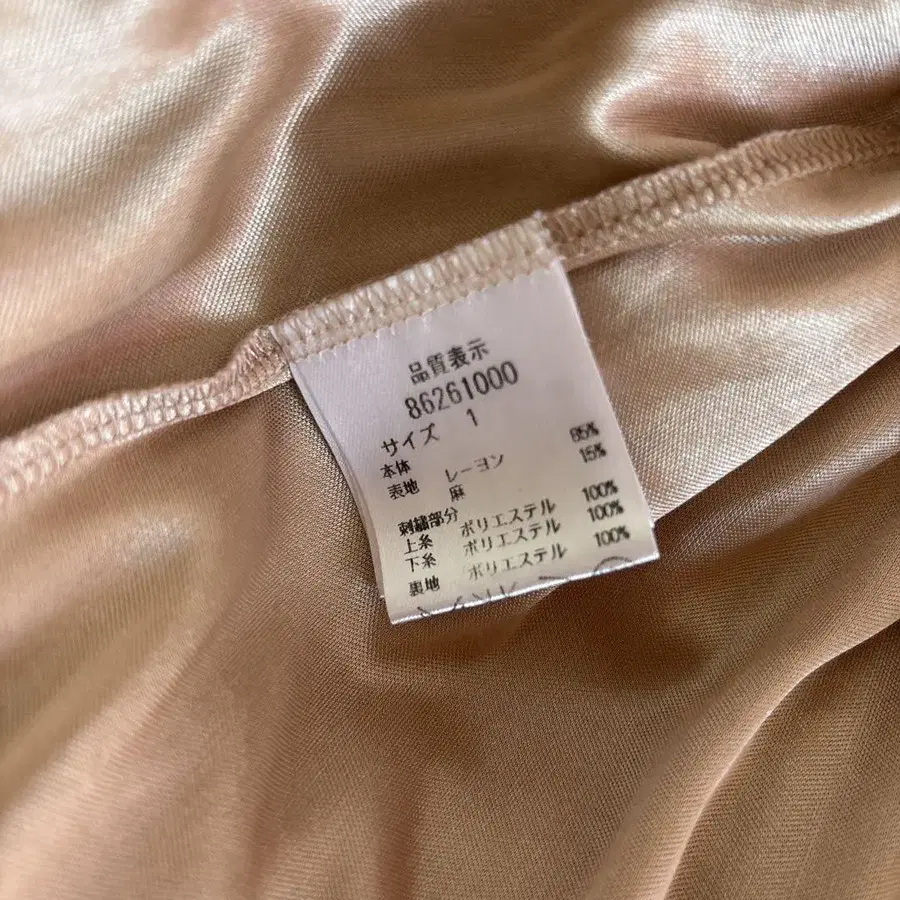 品質表示
86261000
サイズ 1
本体
表地 レーヨン 85%
麻 15%
刺繍部分
上糸 ポリエステル 100%
下糸 ポリエステル 100%
裏地 ポリエステル 100%